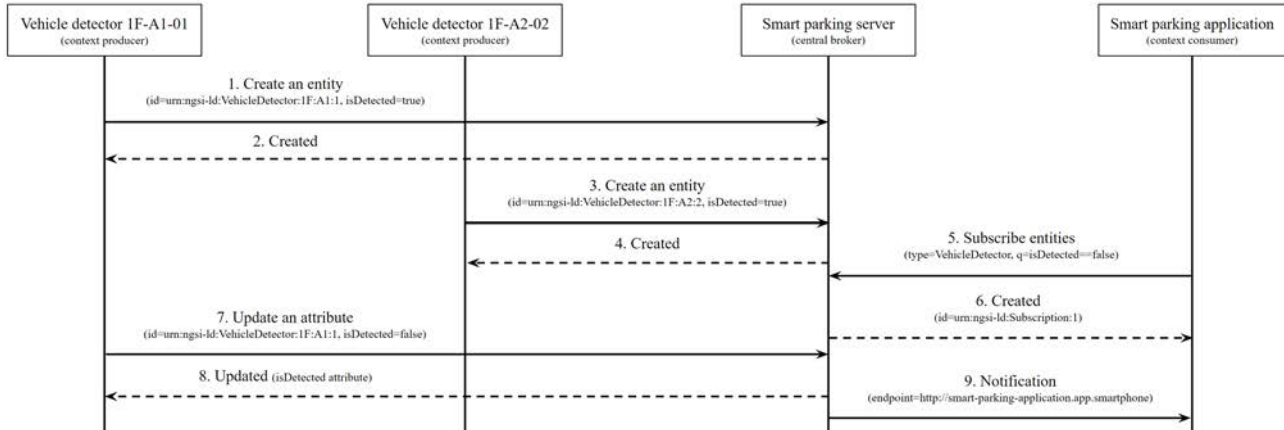 Vehicle detector 1F-A1-01
(context producer)
Vehicle detector 1F-A2-02
(context producer)
Smart parking server
(central broker)
Smart parking application
(context consumer)
1. Create an entity
(id=urn:ngsi-ld:VehicleDetector:1F:A1:1, isDetected=true)
2. Created
3. Create an entity
(id=urn:ngsi-ld:VehicleDetector:1F:A2:2, isDetected=true)
4. Created
5. Subscribe entities
(type=VehicleDetector, q=isDetected==false)
6. Created
(id=urn:ngsi-ld:Subscription:1)
7. Update an attribute
(id=urn:ngsi-ld:VehicleDetector:1F:A1:1, isDetected=false)
8. Updated (isDetected attribute)
9. Notification
(endpoint=http://smart-parking-application.app.smartphone)